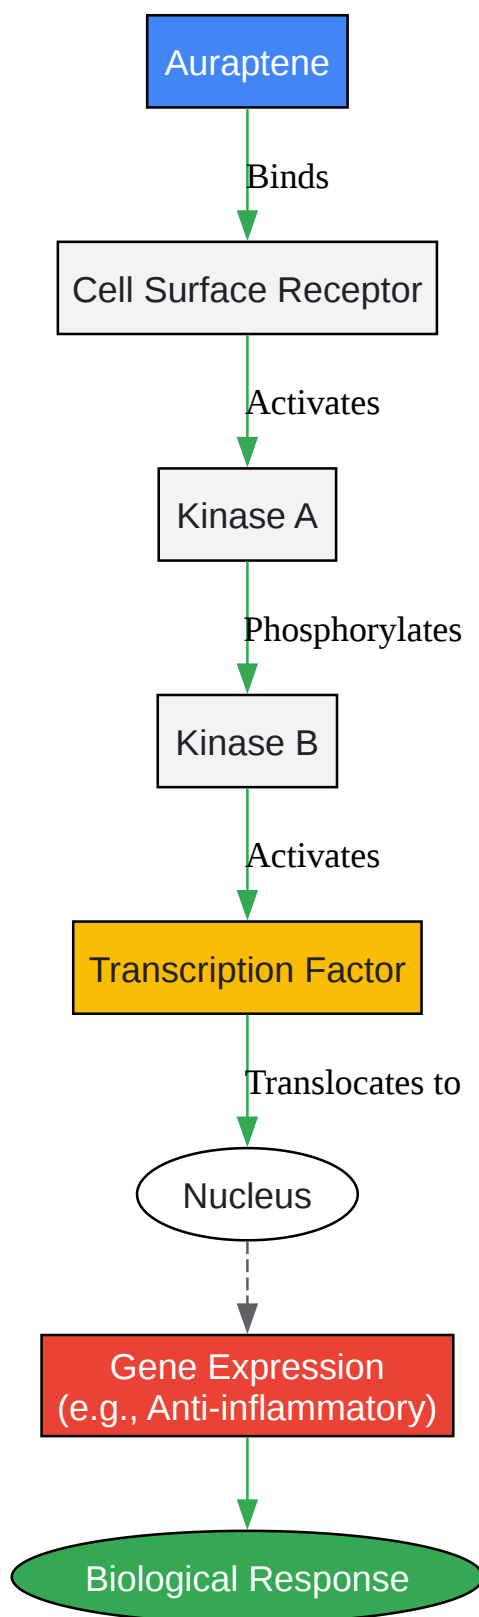 Auraptene
Binds
Cell Surface Receptor
Activates
Kinase A
Phosphorylates
Kinase B
Activates
Transcription Factor
Translocates to
Nucleus
Gene Expression
(e.g., Anti-inflammatory)
Biological Response